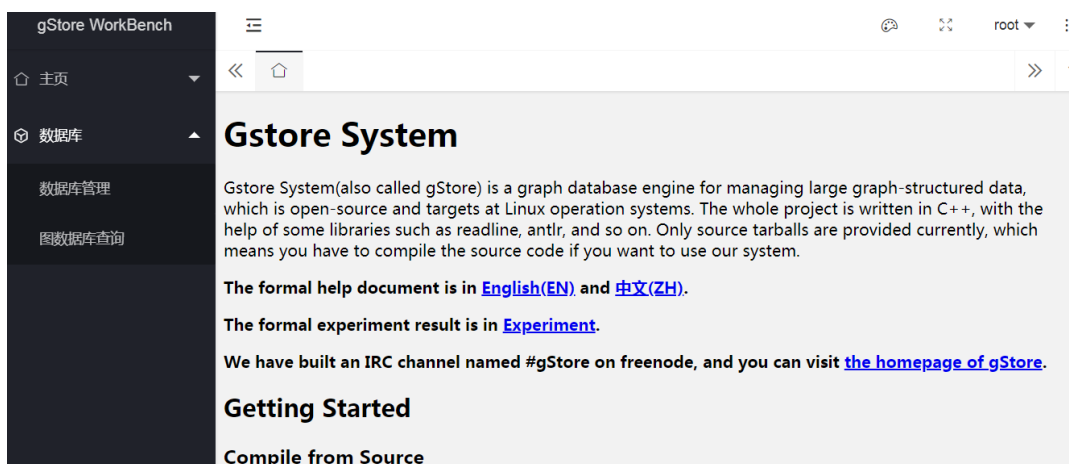 gStore WorkBench
root
主页
数据库
数据库管理
图数据库查询
Gstore System
Gstore System(also called gStore) is a graph database engine for managing large graph-structured data,
which is open-source and targets at Linux operation systems. The whole project is written in C++, with the
help of some libraries such as readline, antlr, and so on. Only source tarballs are provided currently, which
means you have to compile the source code if you want to use our system.
The formal help document is in English(EN) and 中文(ZH).
The formal experiment result is in Experiment.
We have built an IRC channel named #gStore on freenode, and you can visit the homepage of gStore.
Getting Started
Compile from Source